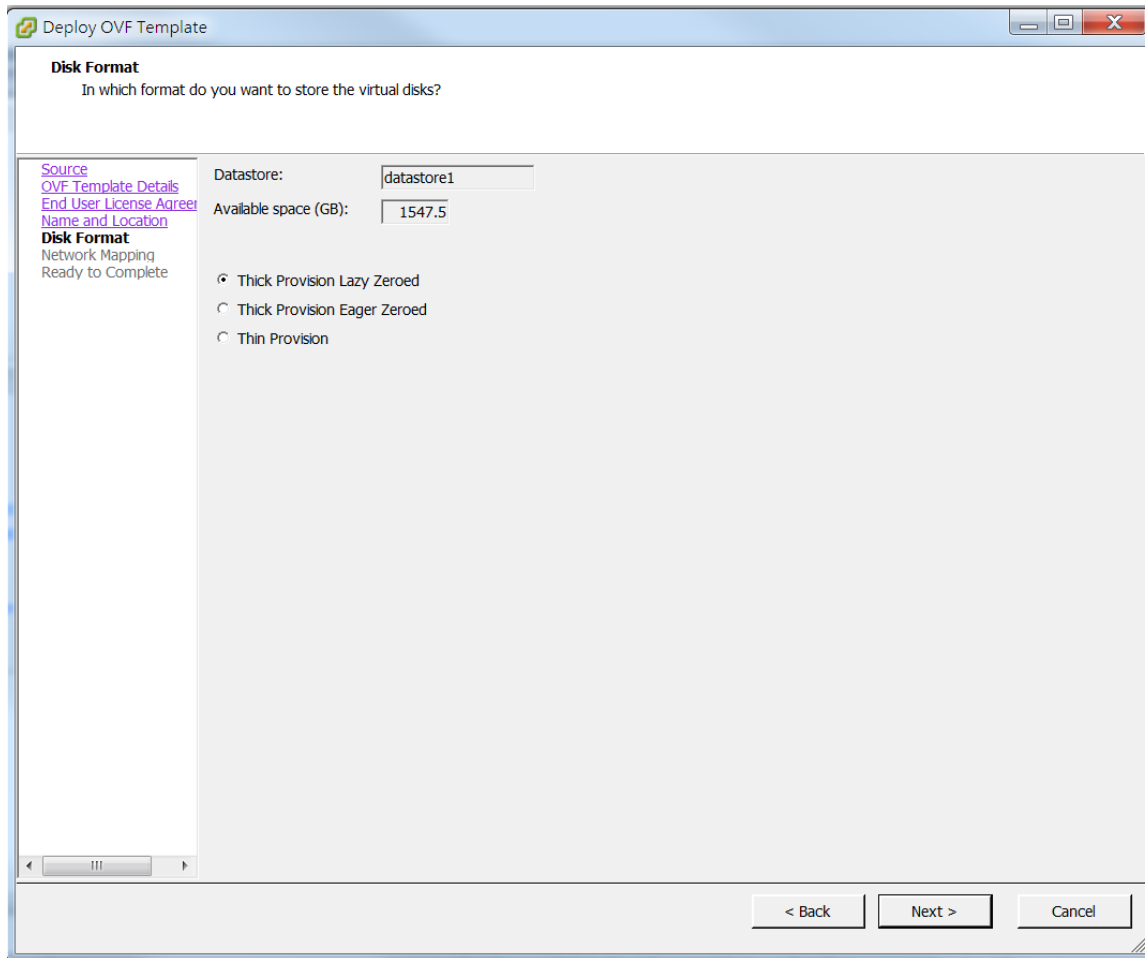 Deploy OVF Template
Disk Format
In which format do you want to store the virtual disks?
Source
OVF Template Details
End User License Agreer
Name and Location
Disk Format
Network Mapping
Ready to Complete
Datastore:
datastore1
Available space (GB):
1547.5
Thick Provision Lazy Zeroed
Thick Provision Eager Zeroed
Thin Provision
< Back
Next >
Cancel